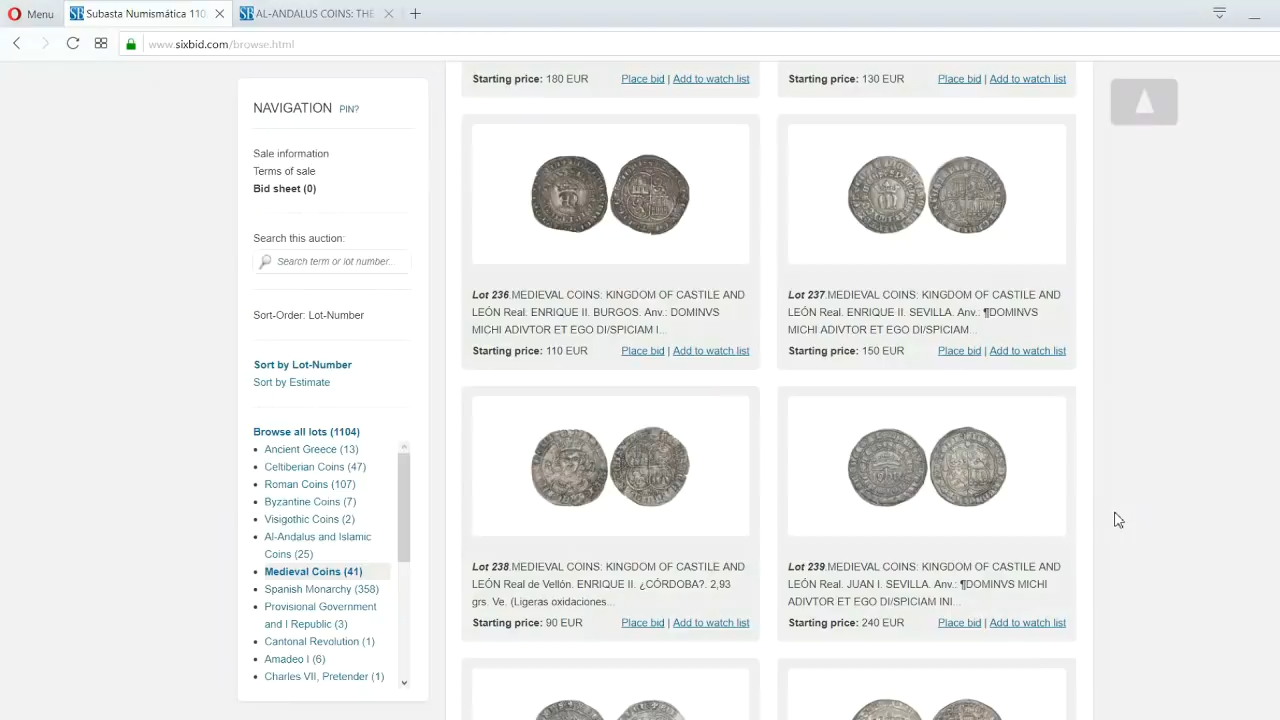 Menu
Subasta Numismática 110
AL-ANDALUS COINS: THE
www.sixbid.com/browse.html
NAVIGATION PIN?
Sale information
Terms of sale
Bid sheet (0)
Search this auction:
Search term or lot number...
Sort-Order: Lot-Number
Sort by Lot-Number
Sort by Estimate
Browse all lots (1104)
Ancient Greece (13)
Celtiberian Coins (47)
Roman Coins (107)
Byzantine Coins (7)
Visigothic Coins (2)
Al-Andalus and Islamic
Coins (25)
Medieval Coins (41)
Spanish Monarchy (358)
Provisional Government
and I Republic (3)
Cantonal Revolution (1)
Amadeo I (6)
Charles VII, Pretender (1)
Starting price: 180 EUR Place bid | Add to watch list
Starting price: 130 EUR Place bid | Add to watch list
Lot 236.MEDIEVAL COINS: KINGDOM OF CASTILE AND
LEÓN Real. ENRIQUE II. BURGOS. Anv.: DOMINVS
MICHI ADIVTOR ET EGO DI/SPICIAM I...
Starting price: 110 EUR Place bid | Add to watch list
Lot 237.MEDIEVAL COINS: KINGDOM OF CASTILE AND
LEÓN Real. ENRIQUE II. SEVILLA. Anv.: ¶DOMINVS
MICHI ADIVTOR ET EGO DI/SPICIAM...
Starting price: 150 EUR Place bid | Add to watch list
Lot 238.MEDIEVAL COINS: KINGDOM OF CASTILE AND
LEÓN Real de Vellón. ENRIQUE II. ¿CÓRDOBA?. 2,93
grs. Ve. (Ligeras oxidaciones...
Starting price: 90 EUR Place bid | Add to watch list
Lot 239.MEDIEVAL COINS: KINGDOM OF CASTILE AND
LEÓN Real. JUAN I. SEVILLA. Anv.: ¶DOMINVS MICHI
ADIVTOR ET EGO DI/SPICIAM INI...
Starting price: 240 EUR Place bid | Add to watch list